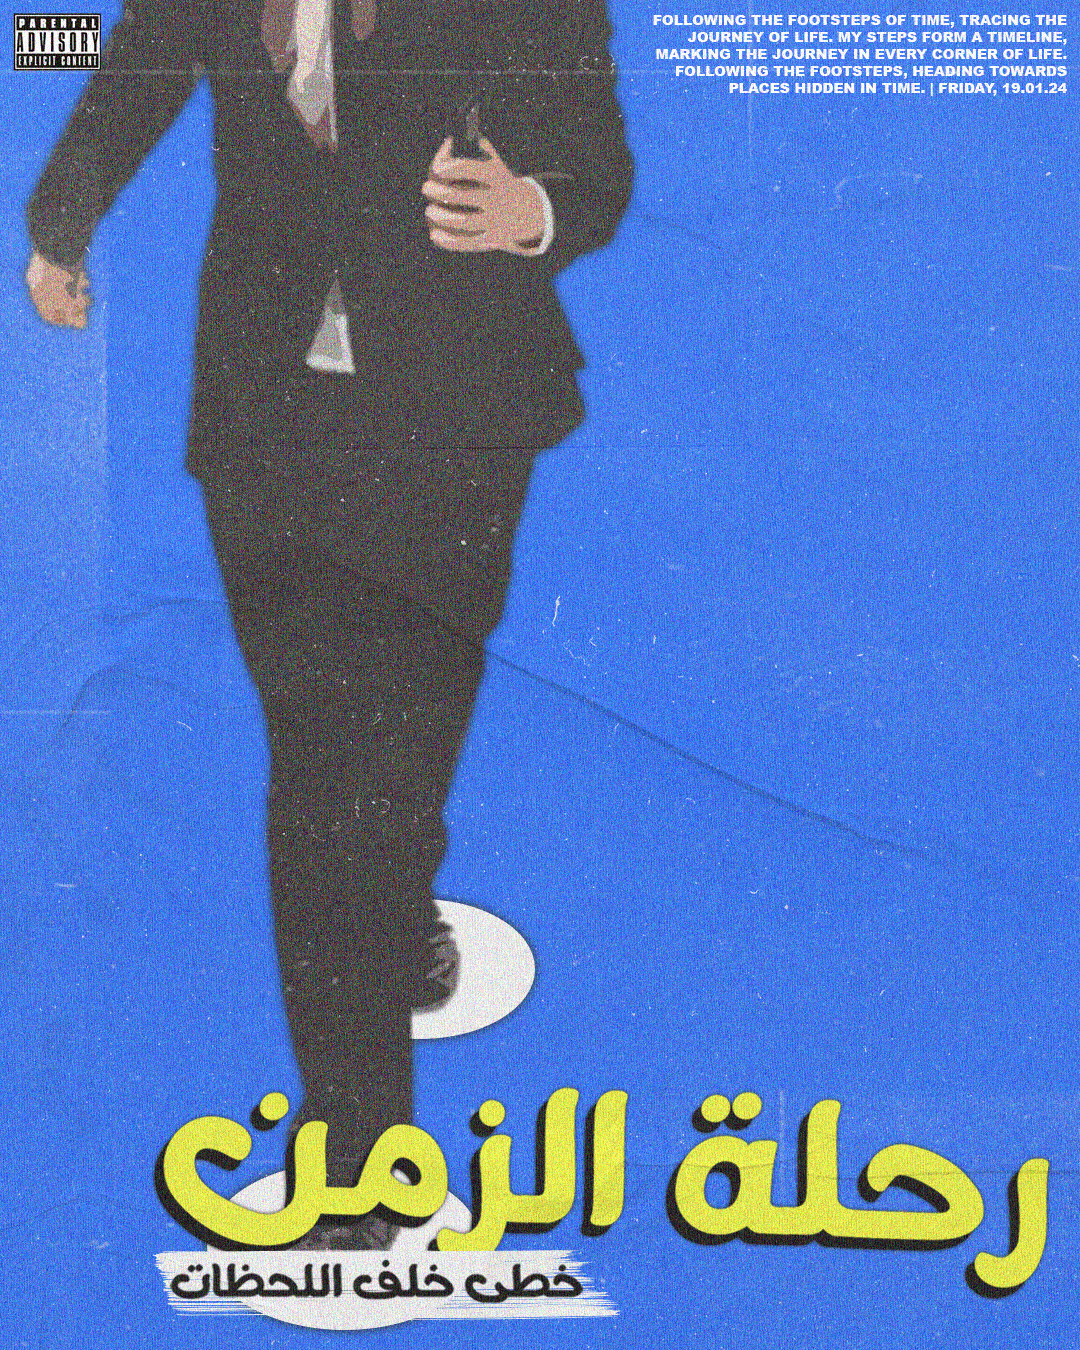 PARENTAL
ADVISORY
EXPLICIT CONTENT
FOLLOWING THE FOOTSTEPS OF TIME, TRACING THE
JOURNEY OF LIFE. MY STEPS FORM A TIMELINE,
MARKING THE JOURNEY IN EVERY CORNER OF LIFE.
FOLLOWING THE FOOTSTEPS, HEADING TOWARDS
PLACES HIDDEN IN TIME. | FRIDAY, 19.01.24
رحلة الزمن
خطى خلف اللحظات